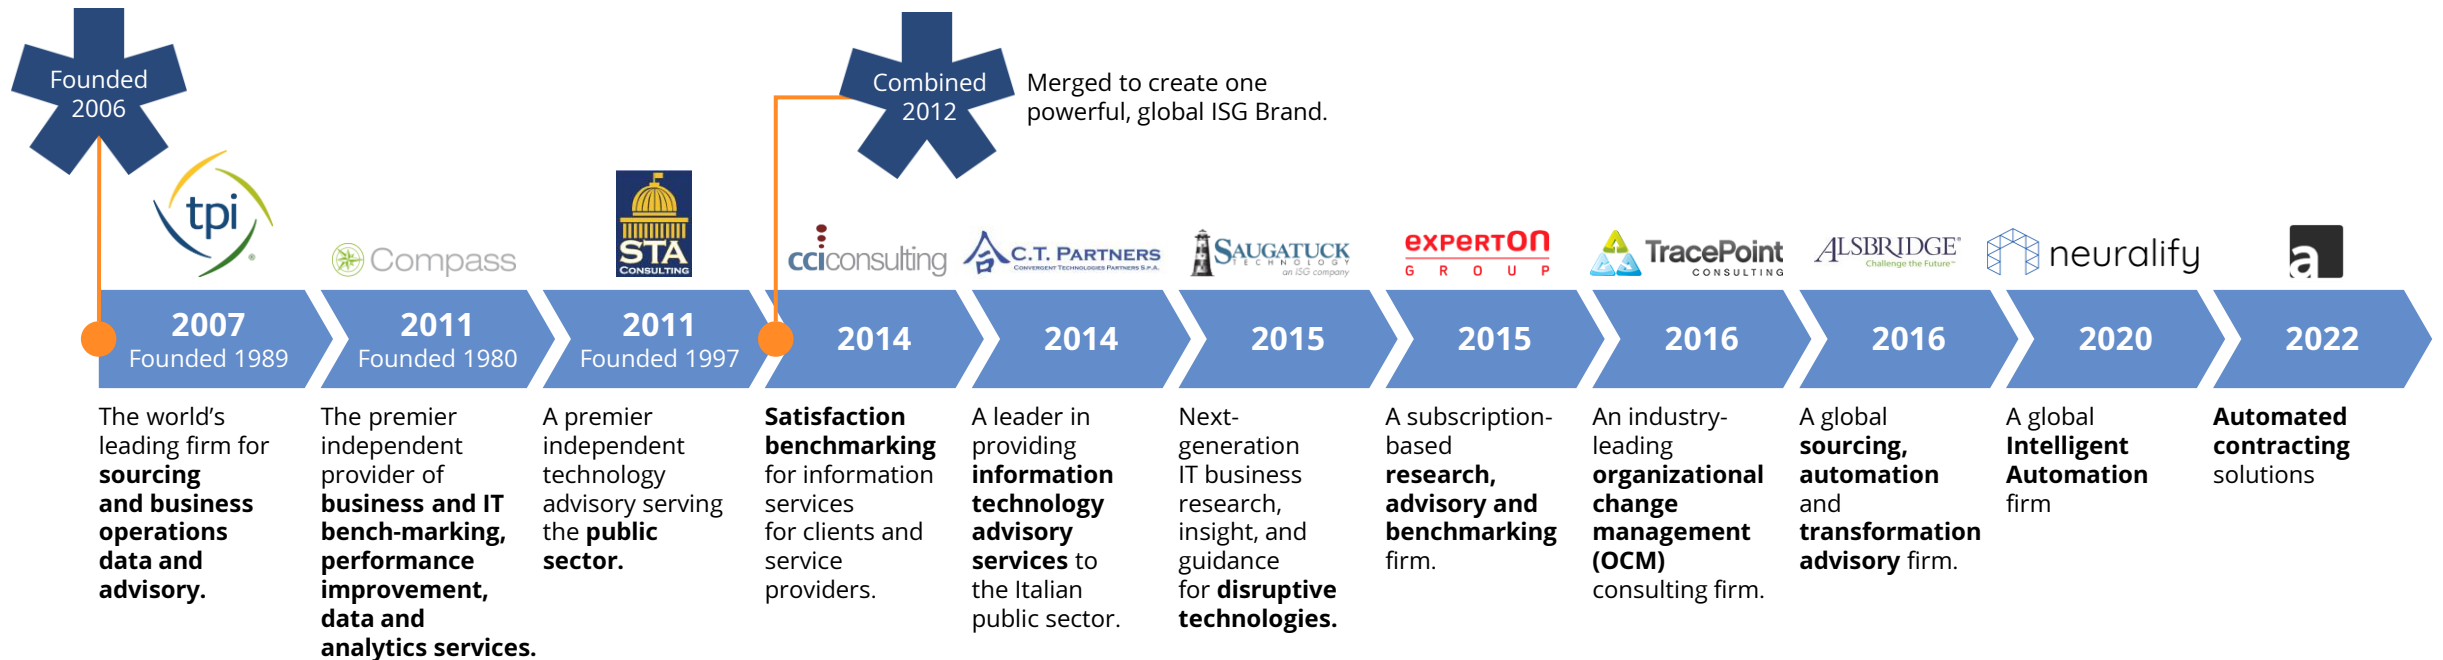 Founded
2006
Combined
2012
Merged to create one
powerful, global ISG Brand.
tpi
®
Compass
STA
CONSULTING
cciconsulting
C.T. PARTNERS
CONVERGENT TECHNOLOGIES PARTNERS S.P.A.
SAUGATUCK
TECHNOLOGY
an ISG company
exPERTON
GROUP
TracePoint
CONSULTING
ALSBRIDGE®
Challenge the Future™
neuralify
a
2007
Founded 1989
2011
Founded 1980
2011
Founded 1997
2014
2014
2015
2015
2016
2016
2020
2022
The world’s
leading firm for
sourcing
and business
operations
data and
advisory.
The premier
independent
provider of
business and IT
bench-marking,
performance
improvement,
data and
analytics services.
A premier
independent
technology
advisory serving
the public
sector.
Satisfaction
benchmarking
for information
services
for clients and
service
providers.
A leader in
providing
information
technology
advisory
services to
the Italian
public sector.
Next-
generation
IT business
research,
insight, and
guidance
for disruptive
technologies.
A subscription-
based
research,
advisory and
benchmarking
firm.
An industry-
leading
organizational
change
management
(OCM)
consulting firm.
A global
sourcing,
automation
and
transformation
advisory firm.
A global
Intelligent
Automation
firm
Automated
contracting
solutions